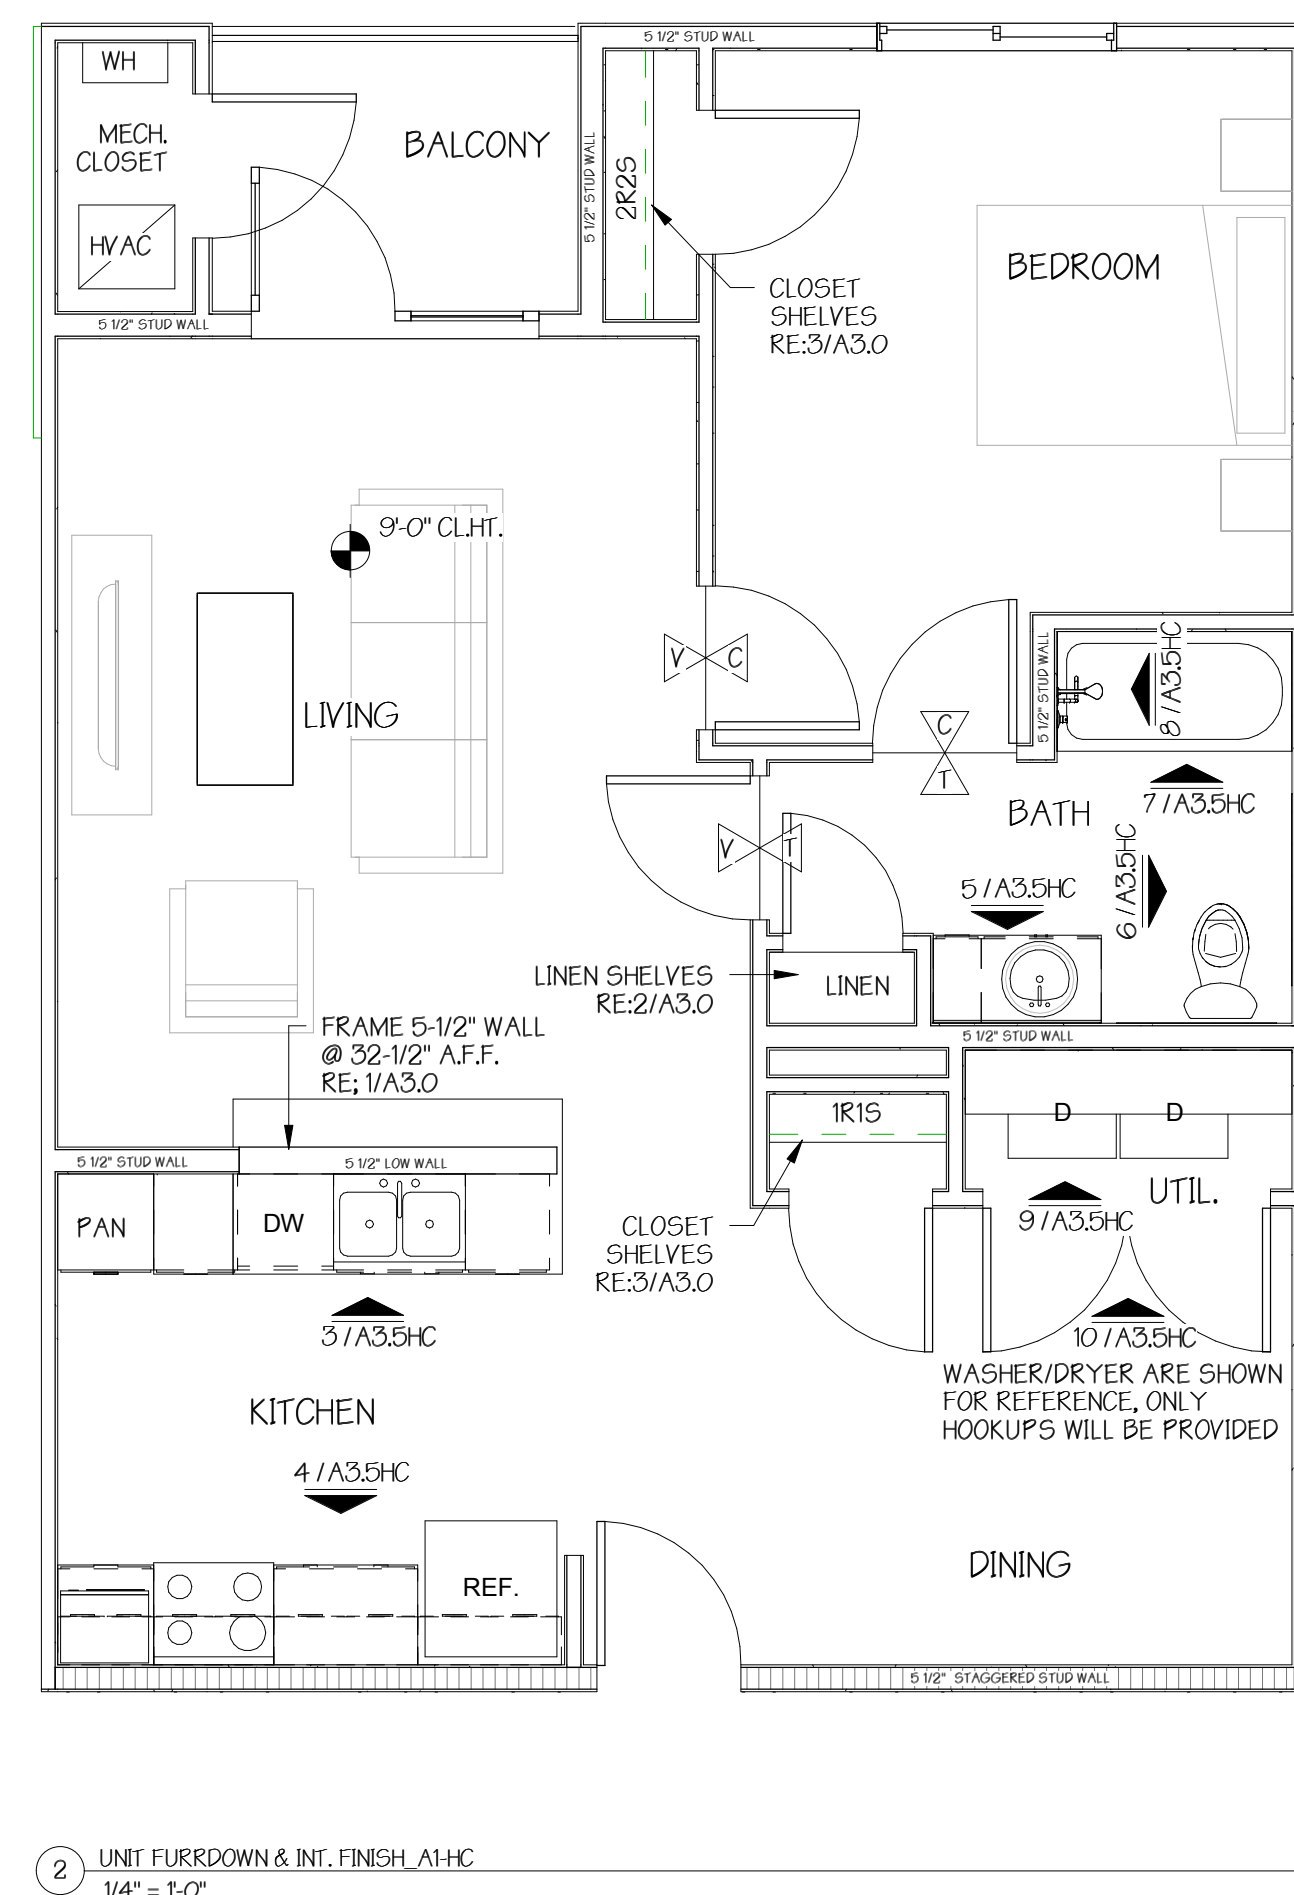 5 1/2" STUD WALL
WH
MECH.
CLOSET
HVAC
BALCONY
5 1/2" STUD WALL
2R2S
BEDROOM
CLOSET
SHELVES
RE:3/A3.0
5 1/2" STUD WALL
9'-0" CL.HT.
LIVING
V
C
5 1/2" STUD WALL
8 / A3.5HC
C
T
7 / A3.5HC
BATH
V
T
6 / A3.5HC
5 / A3.5HC
LINEN SHELVES
RE:2/A3.0
LINEN
FRAME 5-1/2" WALL
@ 32-1/2" A.F.F.
RE; 1/A3.0
5 1/2" STUD WALL
1R1S
D
D
5 1/2" STUD WALL
5 1/2" LOW WALL
PAN
DW
UTIL.
9 / A3.5HC
CLOSET
SHELVES
RE:3/A3.0
3 / A3.5HC
10 / A3.5HC
WASHER/DRYER ARE SHOWN
FOR REFERENCE, ONLY
HOOKUPS WILL BE PROVIDED
KITCHEN
4 / A3.5HC
REF.
DINING
5 1/2" STAGGERED STUD WALL
2
UNIT FURRDOWN & INT. FINISH_A1-HC
1/4" = 1'-0"